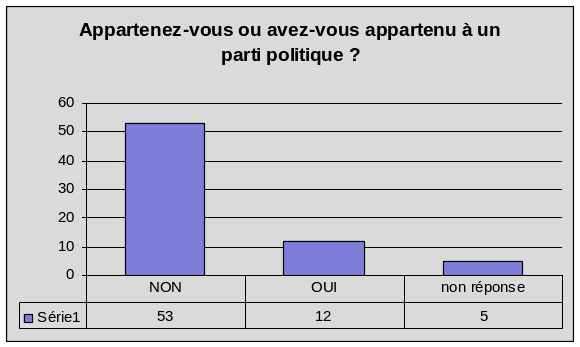 Appartenez-vous ou avez-vous appartenu à un
parti politique ?
60
50
40
30
20
10
0
NON OUI non réponse
Série1 53 12 5